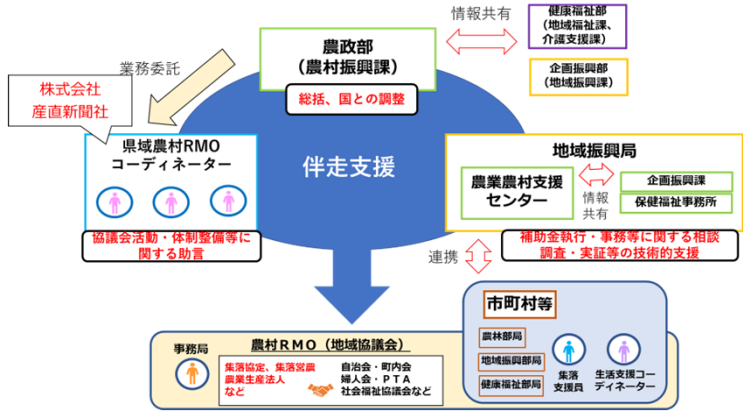 情報共有
健康福祉部
(地域福祉課、
介護支援課)
農政部
(農村振興課)
企画振興部
(地域振興課)
業務委託
総括、国との調整
株式会社
産直新聞社
県域農村RMO
コーディネーター
伴走支援
地域振興局
農業農村支援
センター
情報
共有
企画振興課
保健福祉事務所
協議会活動・体制整備等に
関する助言
補助金執行・事務等に関する相談
調査・実証等の技術的支援
連携
市町村等
農林部局
地域振興部局
健康福祉部局
集落
支援員
生活支援コー
ディネーター
農村RMO(地域協議会)
事務局
集落協定、集落営農
農業生産法人
など
自治会・町内会
婦人会・PTA
社会福祉協議会など